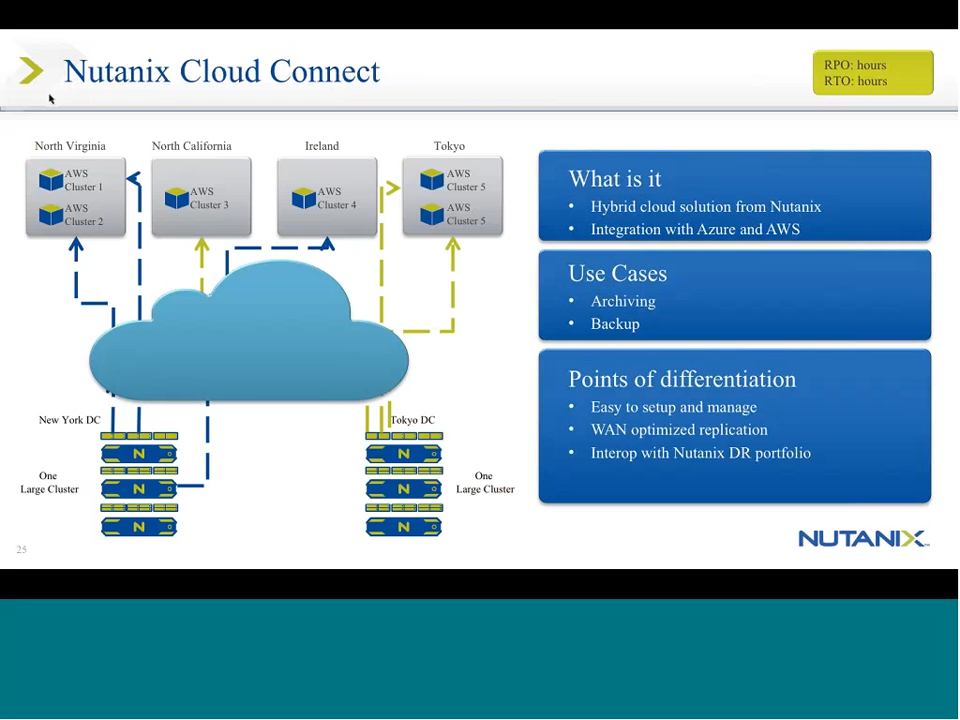 Nutanix Cloud Connect
RPO: hours
RTO: hours
North Virginia
North California
Ireland
Tokyo
AWS
Cluster 1
AWS
Cluster 2
AWS
Cluster 3
AWS
Cluster 4
AWS
Cluster 5
AWS
Cluster 5
What is it
• Hybrid cloud solution from Nutanix
• Integration with Azure and AWS
Use Cases
• Archiving
• Backup
Points of differentiation
• Easy to setup and manage
• WAN optimized replication
• Interop with Nutanix DR portfolio
New York DC
Tokyo DC
N
N
One
Large Cluster
N
N
One
Large Cluster
N
N
25
NUTANIX™